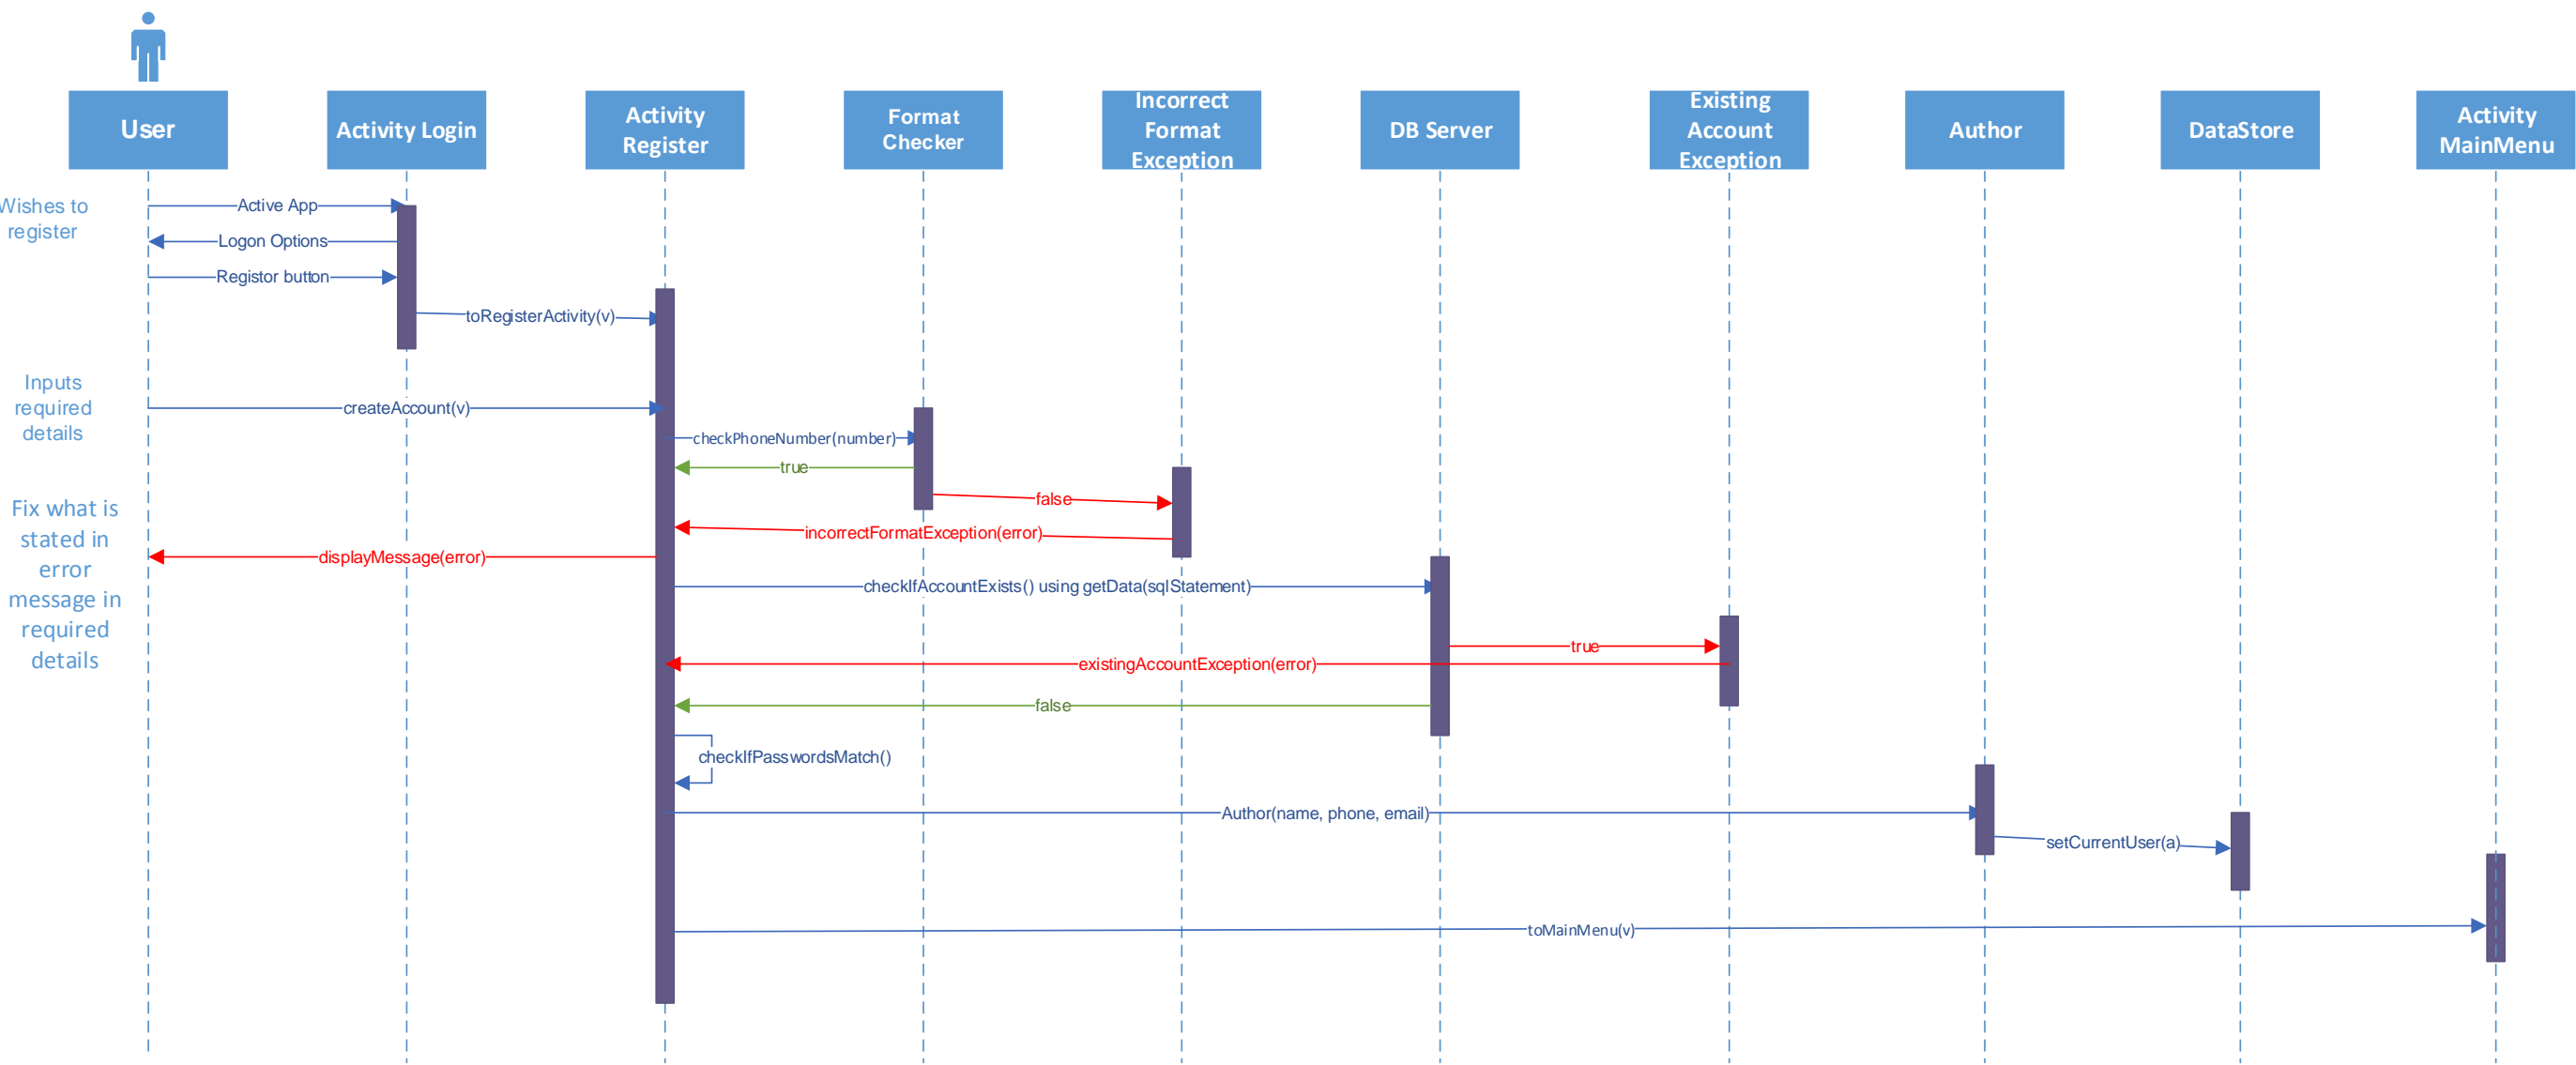 User
Activity Login
Activity
Register
Format
Checker
Incorrect
Format
Exception
DB Server
Existing
Account
Exception
Author
DataStore
Activity
MainMenu
Wishes to
register
Active App
Logon Options
Registor button
toRegisterActivity(v)
Inputs
required
details
createAccount(v)
checkPhoneNumber(number)
true
false
Fix what is
stated in
error
message in
required
details
incorrectFormatException(error)
displayMessage(error)
checkIfAccountExists() using getData(sqlStatement)
true
existingAccountException(error)
false
checkIfPasswordsMatch()
Author(name, phone, email)
setCurrentUser(a)
toMainMenu(v)